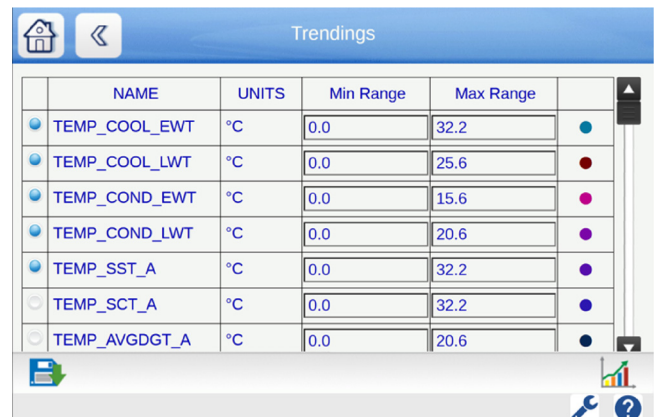 Trendings
NAME UNITS Min Range Max Range
TEMP_COOL_EWT °C 0.0 32.2
TEMP_COOL_LWT °C 0.0 25.6
TEMP_COND_EWT °C 0.0 15.6
TEMP_COND_LWT °C 0.0 20.6
TEMP_SST_A °C 0.0 32.2
TEMP_SCT_A °C 0.0 32.2
TEMP_AVGDGT_A °C 0.0 20.6
?